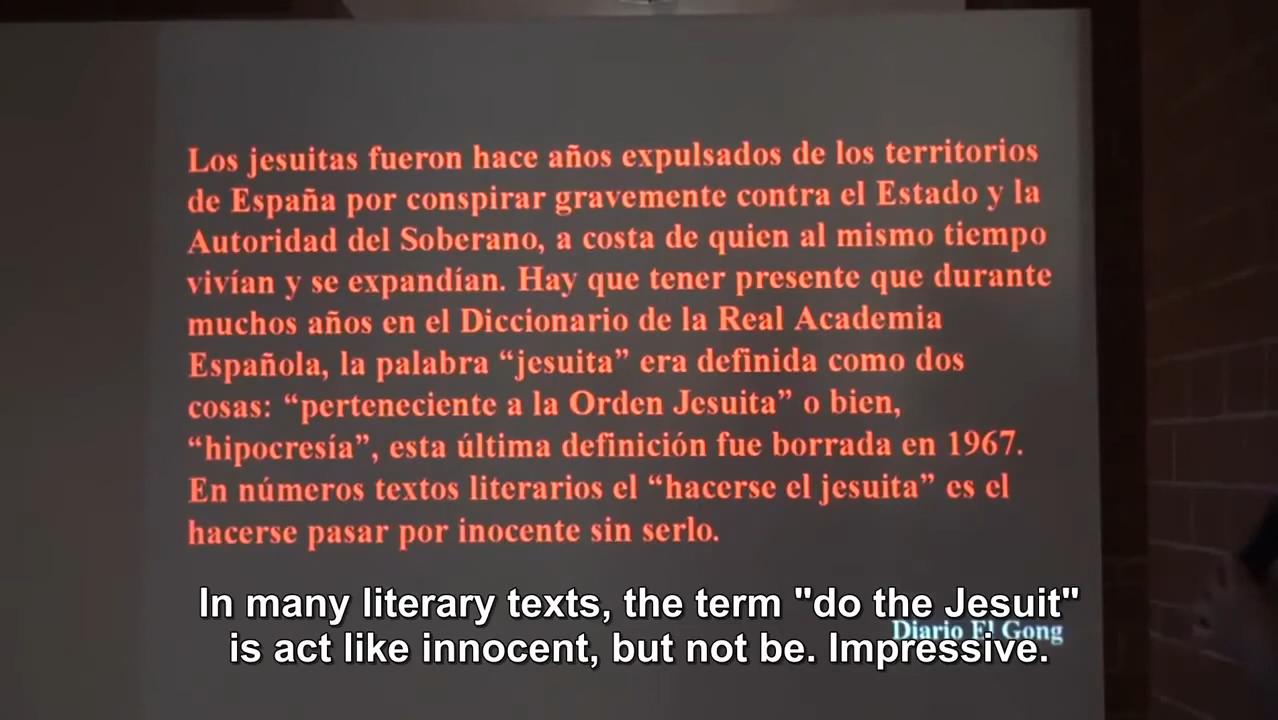 Los jesuitas fueron hace años expulsados de los territorios
de España por conspirar gravemente contra el Estado y la
Autoridad del Soberano, a costa de quien al mismo tiempo
vivían y se expandían. Hay que tener presente que durante
muchos años en el Diccionario de la Real Academia
Española, la palabra “jesuita” era definida como dos
cosas: “perteneciente a la Orden Jesuita” o bien,
“hipocresía”, esta última definición fue borrada en 1967.
En números textos literarios el “hacerse el jesuita” es el
hacerse pasar por inocente sin serlo.
In many literary texts, the term "do the Jesuit"
Diario El Gong
is act like innocent, but not be. Impressive.